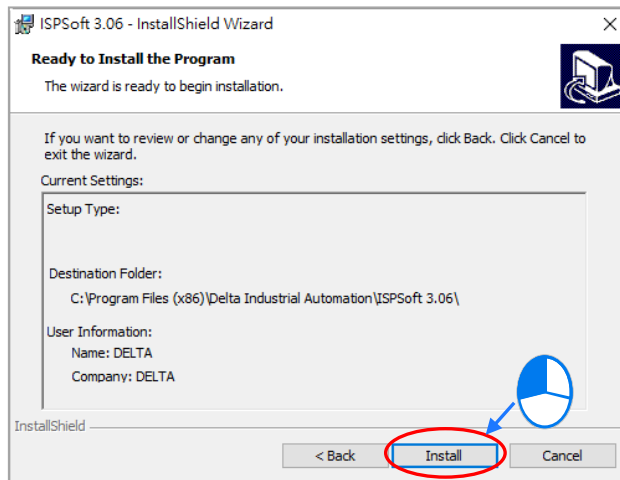 ISPSoft 3.06 - InstallShield Wizard
Ready to Install the Program
The wizard is ready to begin installation.
If you want to review or change any of your installation settings, click Back. Click Cancel to
exit the wizard.
Current Settings:
Setup Type:
Destination Folder:
C:\Program Files (x86)\Delta Industrial Automation\ISPSoft 3.06\
User Information:
Name: DELTA
Company: DELTA
InstallShield
< Back Install Cancel